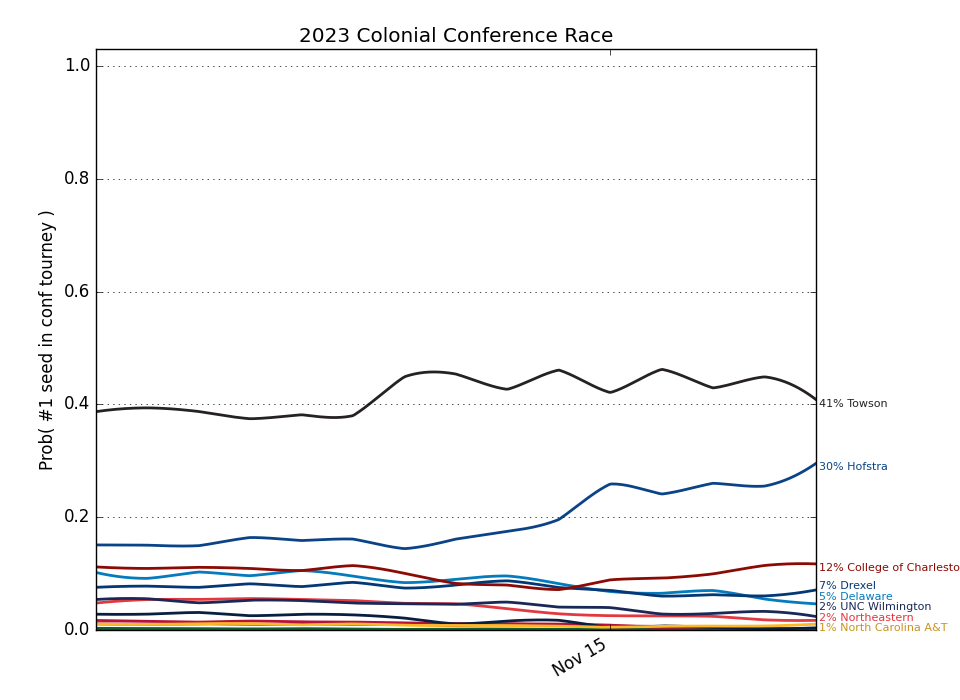 2023 Colonial Conference Race
Prob( #1 seed in conf tourney )
1.0
0.8
0.6
0.4
0.2
0.0
Nov 15
41% Towson
30% Hofstra
12% College of Charlesto
7% Drexel
5% Delaware
2% UNC Wilmington
2% Northeastern
1% North Carolina A&T